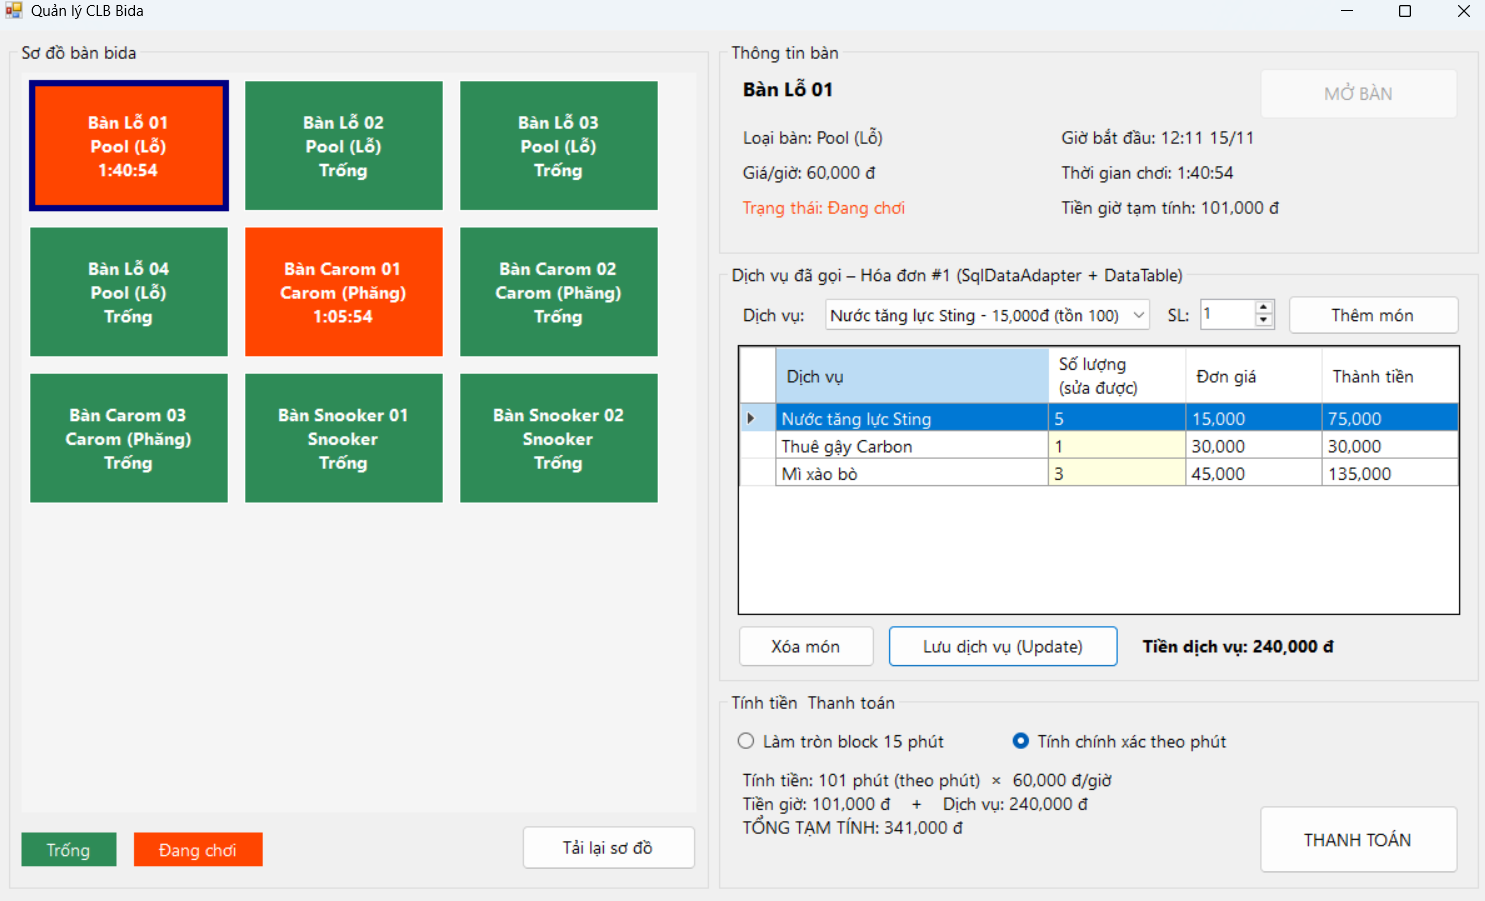 Quản lý CLB Bida
Sơ đồ bàn bida
Bàn Lỗ 01
Pool (Lỗ)
1:40:54
Bàn Lỗ 02
Pool (Lỗ)
Trống
Bàn Lỗ 03
Pool (Lỗ)
Trống
Bàn Lỗ 04
Pool (Lỗ)
Trống
Bàn Carom 01
Carom (Phăng)
1:05:54
Bàn Carom 02
Carom (Phăng)
Trống
Bàn Carom 03
Carom (Phăng)
Trống
Bàn Snooker 01
Snooker
Trống
Bàn Snooker 02
Snooker
Trống
Trống
Đang chơi
Tải lại sơ đồ
Thông tin bàn
Bàn Lỗ 01
MỞ BÀN
Loại bàn: Pool (Lỗ)
Giờ bắt đầu: 12:11 15/11
Giá/giờ: 60,000 đ
Thời gian chơi: 1:40:54
Trạng thái: Đang chơi
Tiền giờ tạm tính: 101,000 đ
Dịch vụ đã gọi – Hóa đơn #1 (SqlDataAdapter + DataTable)
Dịch vụ: Nước tăng lực Sting - 15,000đ (tồn 100) SL: 1 Thêm món
Dịch vụ
Số lượng
(sửa được)
Đơn giá
Thành tiền
Nước tăng lực Sting 5 15,000 75,000
Thuê gậy Carbon 1 30,000 30,000
Mì xào bò 3 45,000 135,000
Xóa món
Lưu dịch vụ (Update)
Tiền dịch vụ: 240,000 đ
Tính tiền Thanh toán
Làm tròn block 15 phút
Tính chính xác theo phút
Tính tiền: 101 phút (theo phút) × 60,000 đ/giờ
Tiền giờ: 101,000 đ + Dịch vụ: 240,000 đ
TỔNG TẠM TÍNH: 341,000 đ
THANH TOÁN